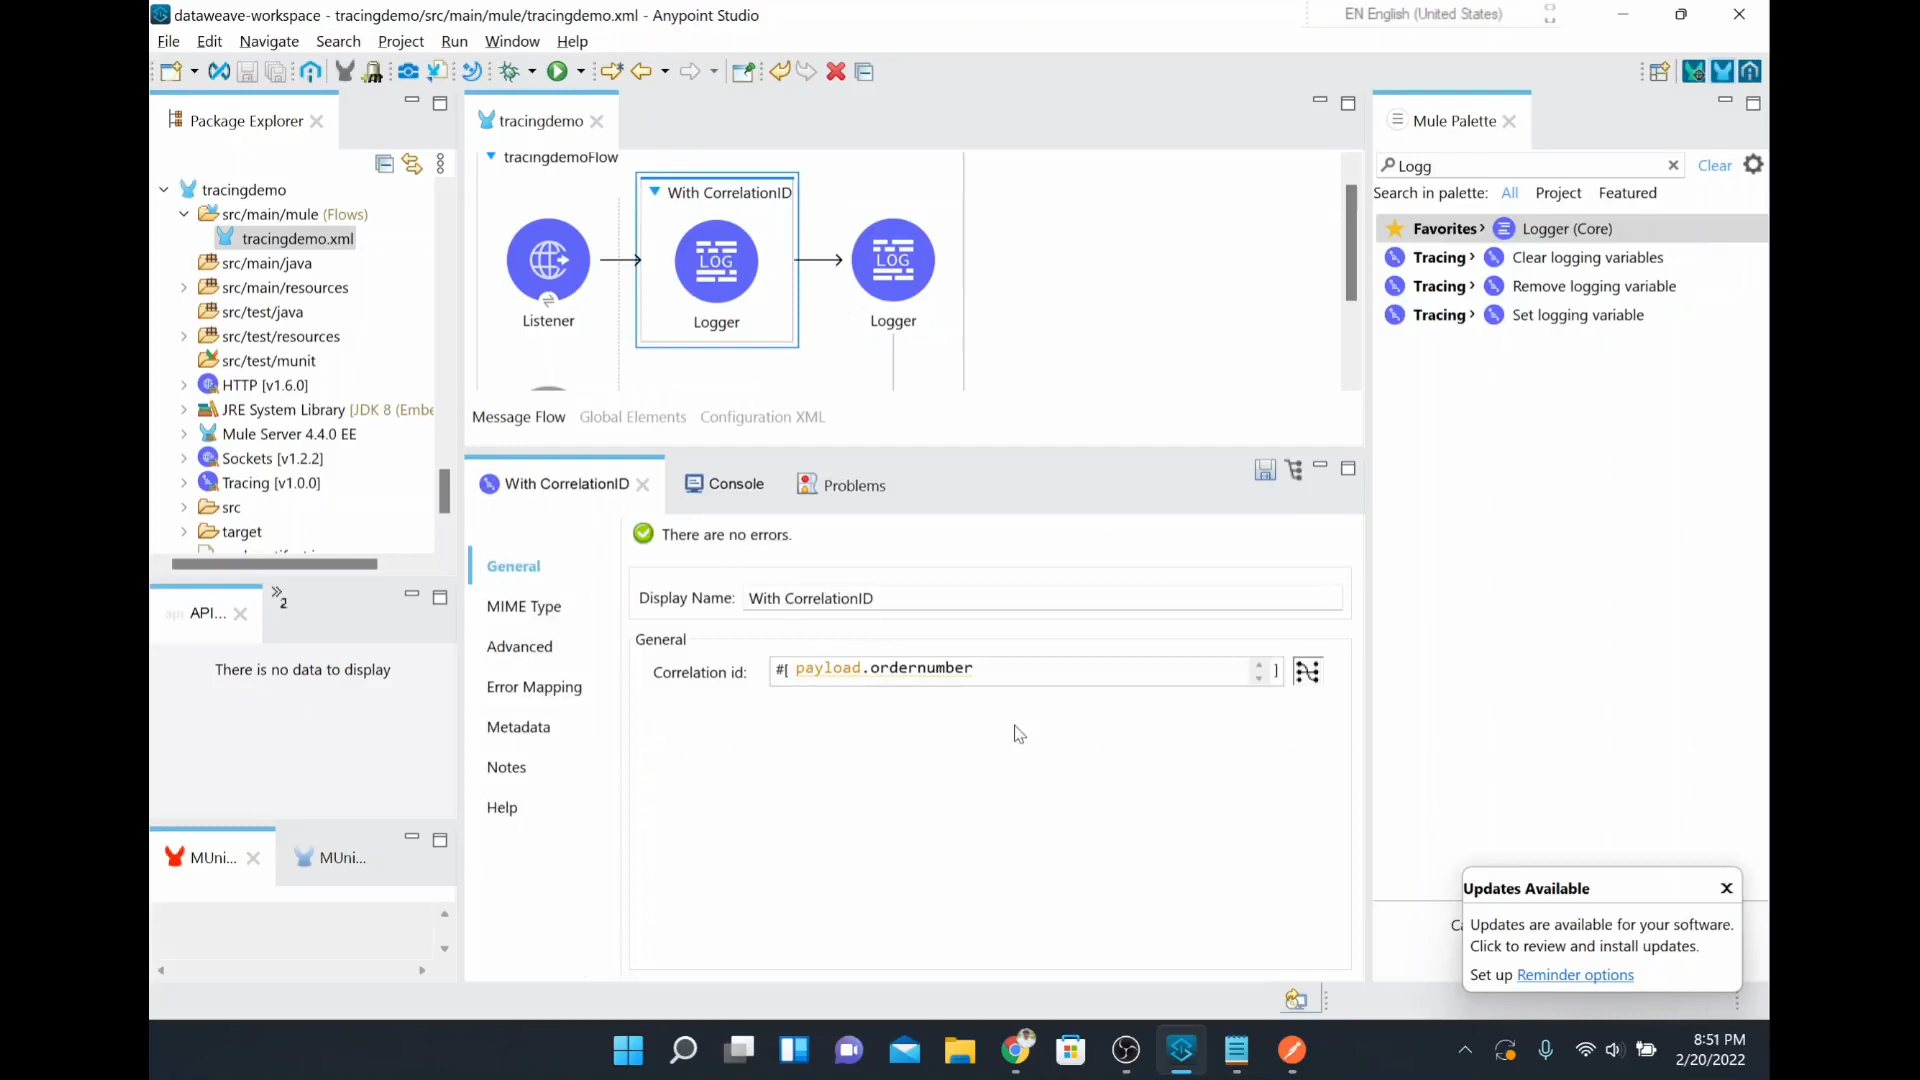 dataweave-workspace - tracingdemo/src/main/mule/tracingdemo.xml - Anypoint Studio
EN English (United States)
File Edit Navigate Search Project Run Window Help
Package Explorer
tracingdemo
src/main/mule (Flows)
tracingdemo.xml
src/main/java
src/main/resources
src/test/java
src/test/resources
src/test/munit
HTTP [v1.6.0]
JRE System Library [JDK 8 (Embe
Mule Server 4.4.0 EE
Sockets [v1.2.2]
Tracing [v1.0.0]
src
target
api API...
2
There is no data to display
MUni...
MUni...
tracingdemo
tracingdemoFlow
With CorrelationID
LOG
LOG
Listener
Logger
Logger
Message Flow Global Elements Configuration XML
With CorrelationID
Console
Problems
There are no errors.
General
MIME Type
Advanced
Error Mapping
Metadata
Notes
Help
Display Name: With CorrelationID
General
Correlation id: #[ payload.ordernumber ]
Mule Palette
Logg
Clear
Search in palette: All Project Featured
Favorites Logger (Core)
Tracing Clear logging variables
Tracing Remove logging variable
Tracing Set logging variable
Updates Available
Updates are available for your software.
Click to review and install updates.
Set up Reminder options
8:51 PM
2/20/2022